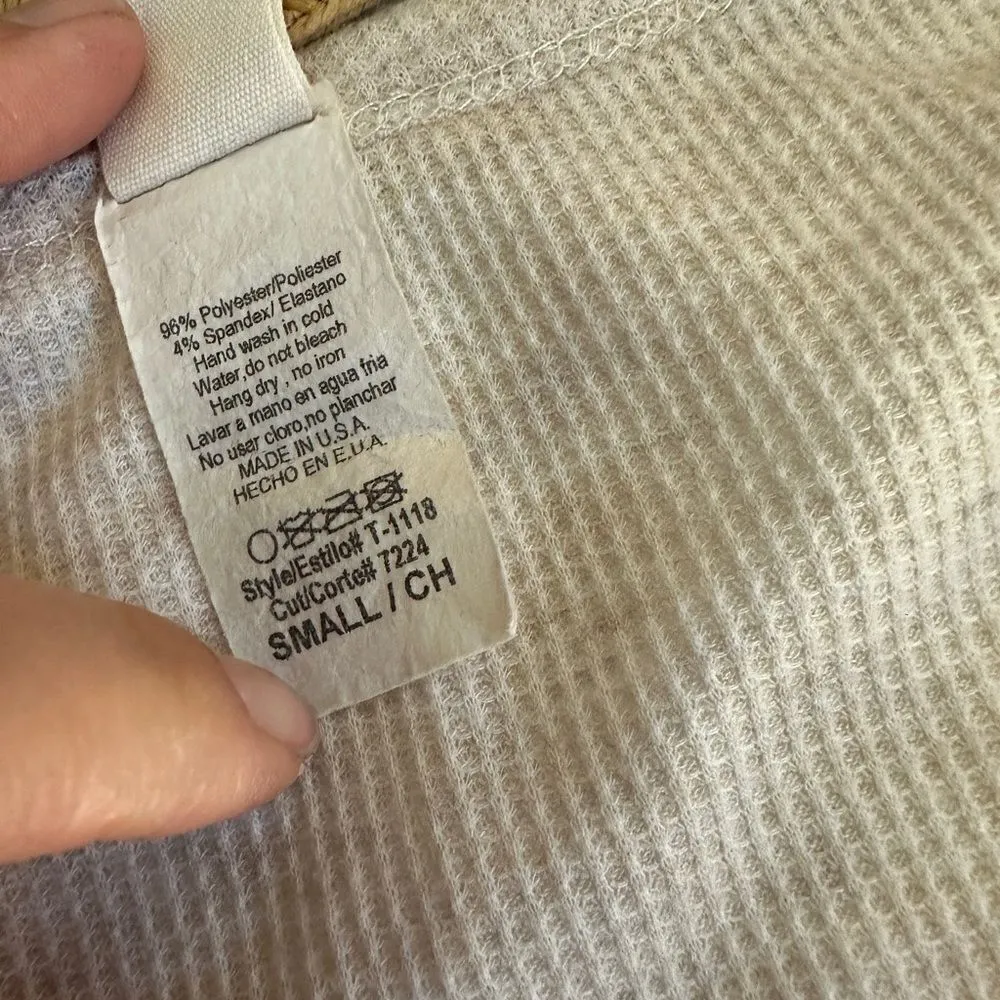 96% Polyester/Poliester
4% Spandex/ Elastano
Hand wash in cold
Water,do not bleach
Hang dry , no iron
Lavar a mano en agua fria
No user cloro,no planchar
MADE IN U.S.A.
HECHO EN E.U.A.
Style/Estilo# T-1118
Cut/Corte# 7224
SMALL / CH